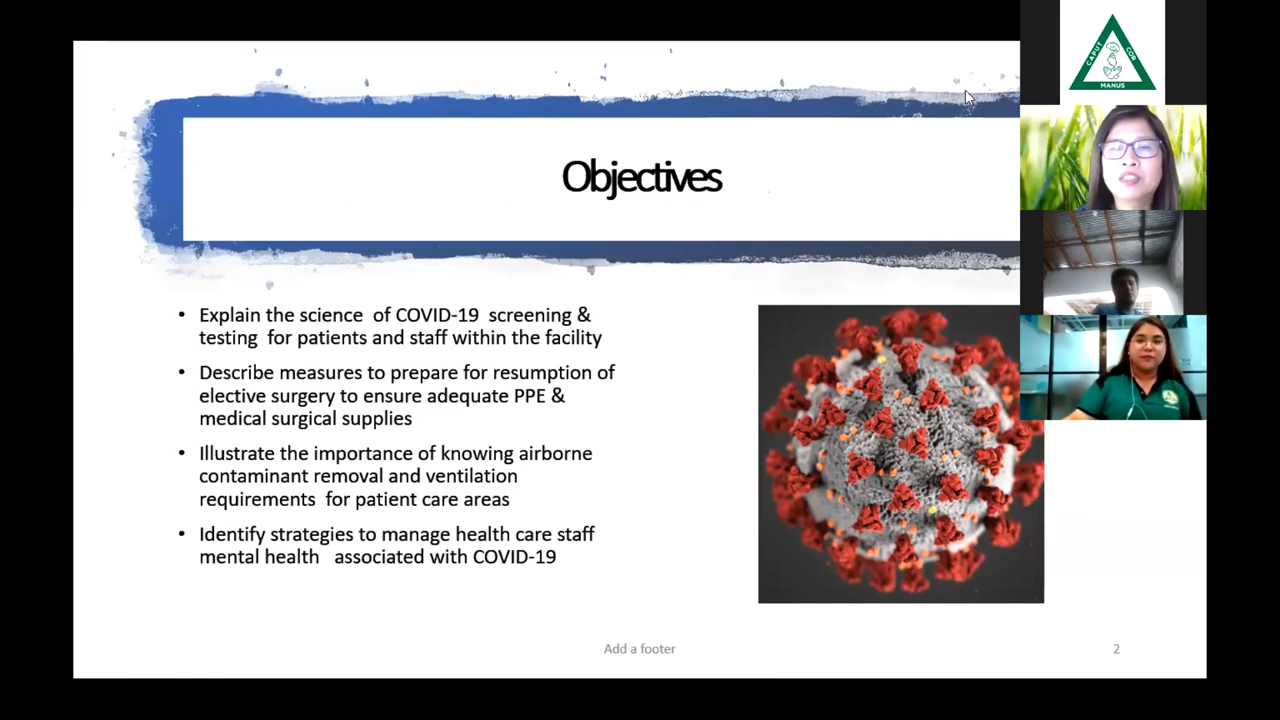 CAPUT
COR
MANUS
Objectives
• Explain the science of COVID-19 screening &
testing for patients and staff within the facility
• Describe measures to prepare for resumption of
elective surgery to ensure adequate PPE &
medical surgical supplies
• Illustrate the importance of knowing airborne
contaminant removal and ventilation
requirements for patient care areas
• Identify strategies to manage health care staff
mental health associated with COVID-19
Add a footer
2